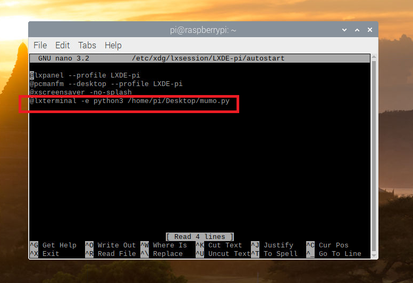 pi@raspberrypi: ~
File Edit Tabs Help
GNU nano 3.2 /etc/xdg/lxsession/LXDE-pi/autostart
@lxpanel --profile LXDE-pi
@pcmanfm --desktop --profile LXDE-pi
@xscreensaver -no-splash
@lxterminal -e python3 /home/pi/Desktop/mumo.py
[ Read 4 lines ]
^G Get Help ^O Write Out ^W Where Is ^K Cut Text ^J Justify ^C Cur Pos
^X Exit ^R Read File ^\ Replace ^U Uncut Text ^T To Spell ^_ Go To Line